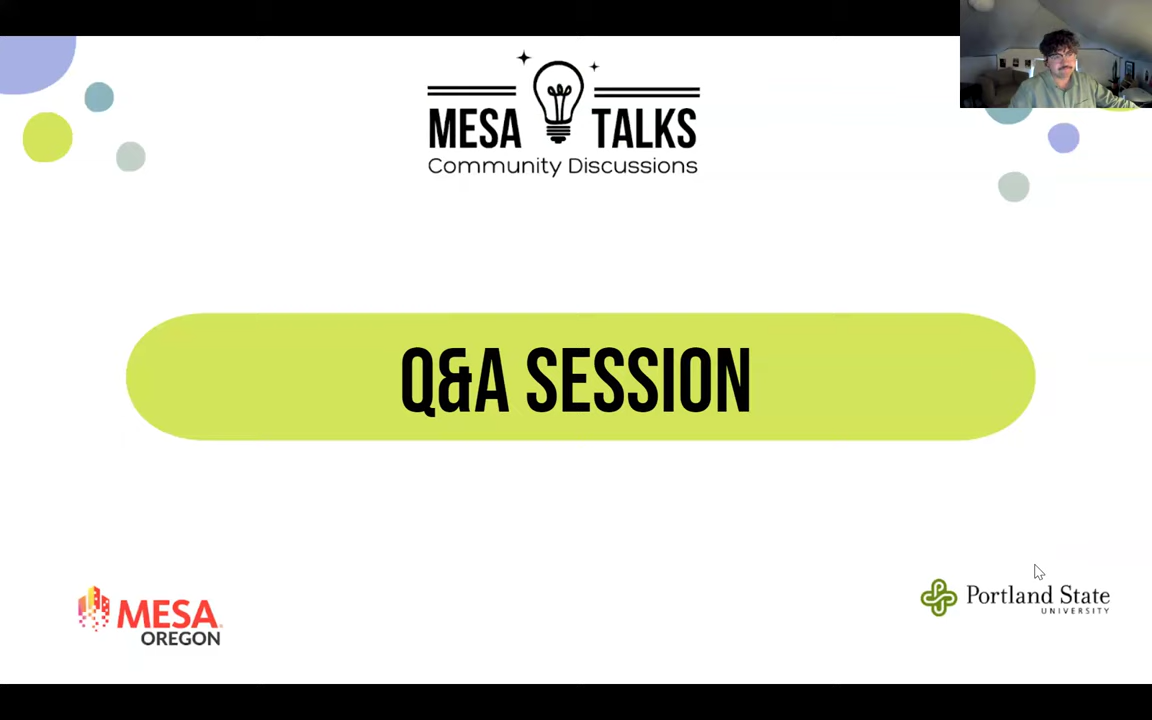 MESA TALKS
Community Discussions
Q&A SESSION
MESA
OREGON
Portland State
UNIVERSITY